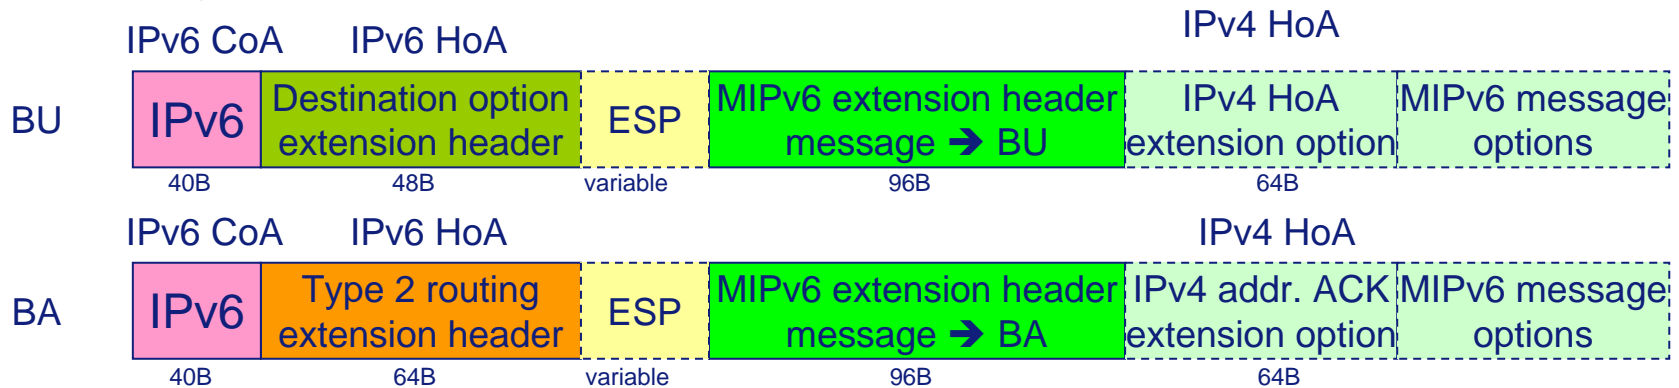 IPv4 HoA
IPv6 CoA IPv6 HoA
BU
IPv6
Destination option
extension header
ESP
MIPv6 extension header
message ➔ BU
IPv4 HoA
extension option
MIPv6 message
options
40B 48B variable 96B 64B
IPv6 CoA IPv6 HoA IPv4 HoA
BA
IPv6
Type 2 routing
extension header
ESP
MIPv6 extension header
message ➔ BA
IPv4 addr. ACK
extension option
MIPv6 message
options
40B 64B variable 96B 64B